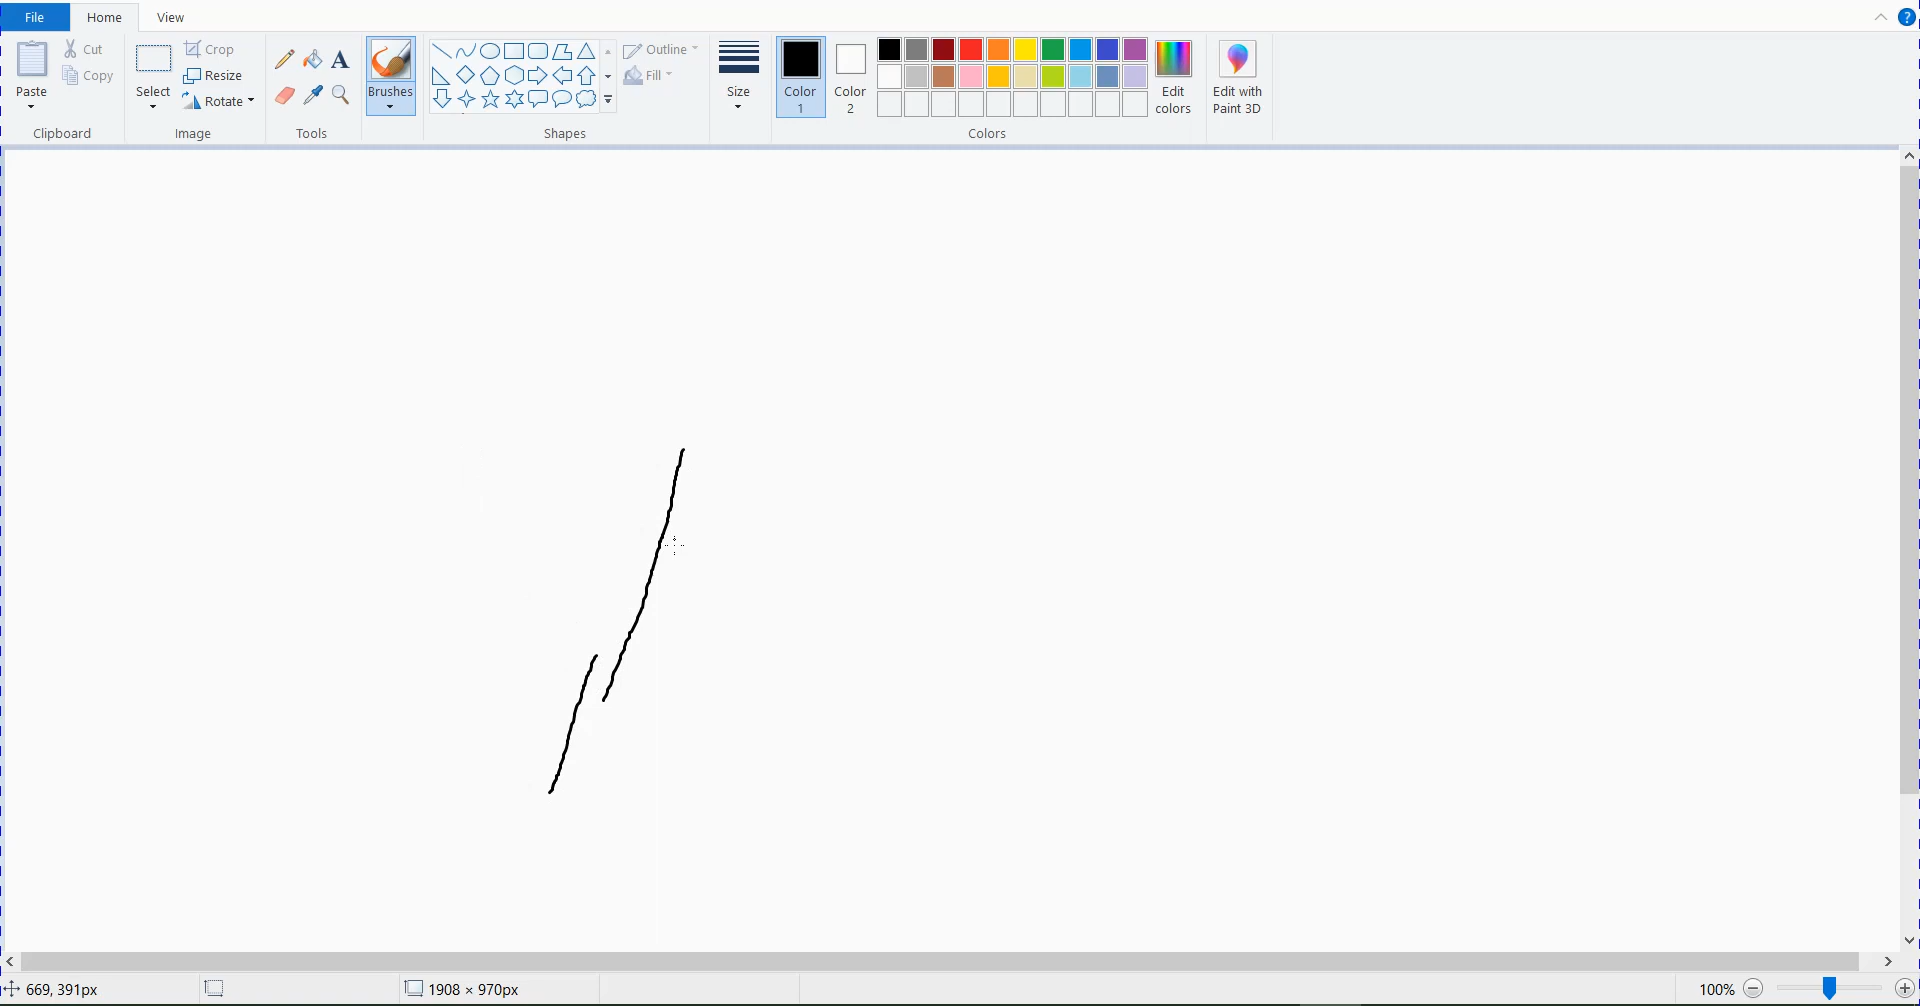 File Home View
Paste Cut Copy Clipboard
Select Crop Resize Rotate Image
Tools
Brushes
Shapes
Outline Fill
Size
Color 1 Color 2 Edit colors Colors
Edit with Paint 3D
669, 391px 1908 × 970px 100%